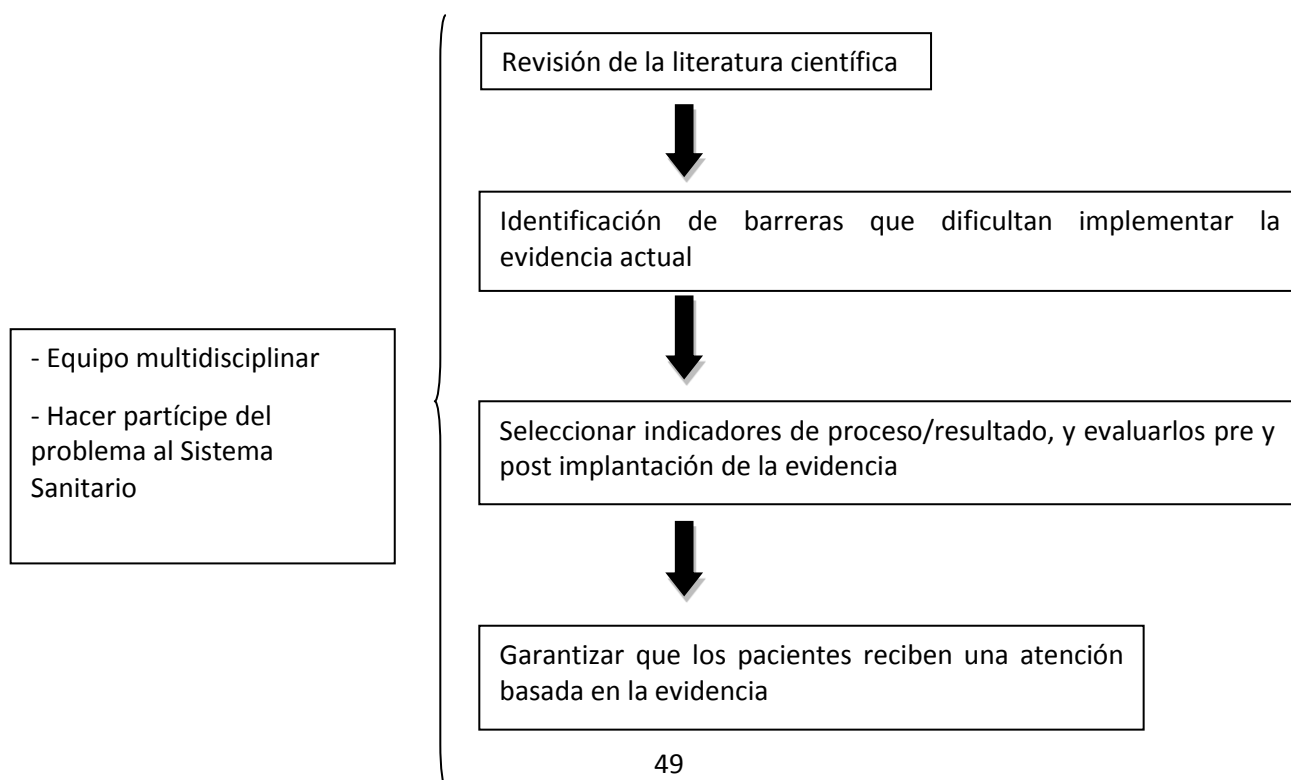 Revisión de la literatura científica
Identificación de barreras que dificultan implementar la
evidencia actual
- Equipo multidisciplinar
- Hacer partícipe del
problema al Sistema
Sanitario
Seleccionar indicadores de proceso/resultado, y evaluarlos pre y
post implantación de la evidencia
Garantizar que los pacientes reciben una atención
basada en la evidencia
49